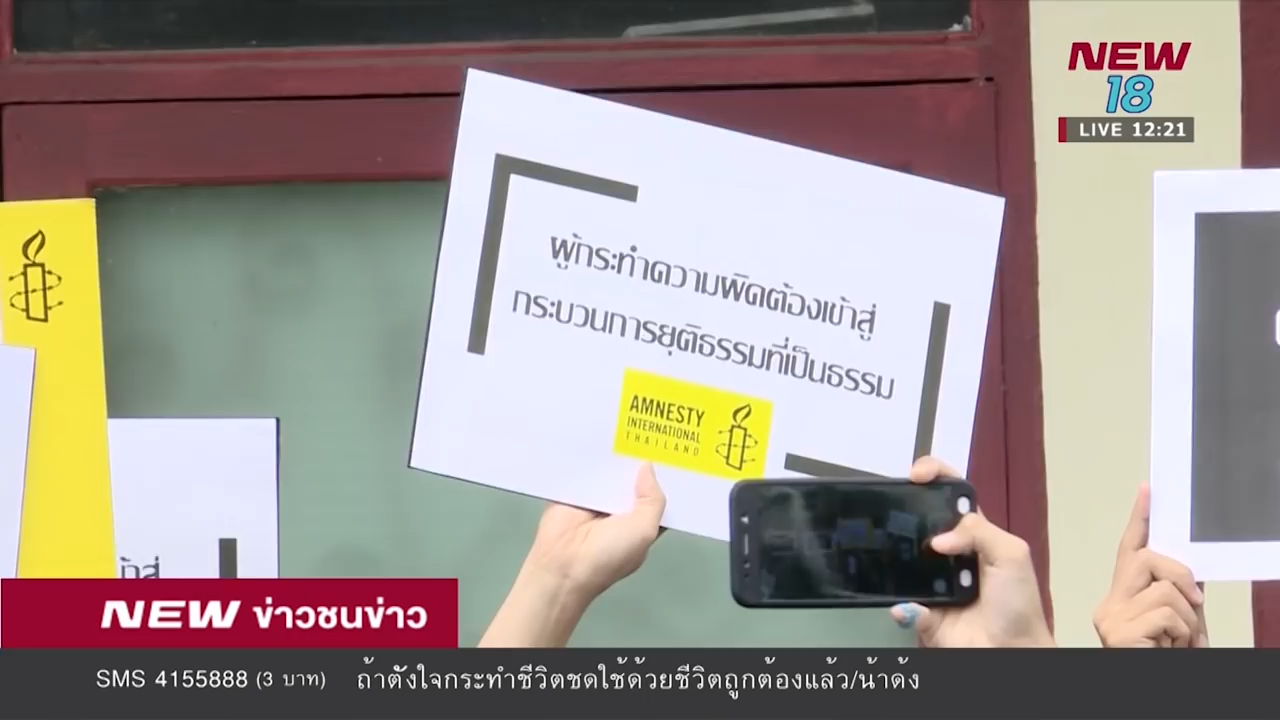 NEW
18
LIVE 12:21
ผู้กระทำความผิดต้องเข้าสู่
กระบวนการยุติธรรมที่เป็นธรรม
AMNESTY
INTERNATIONAL
THAILAND
NEW ข่าวชนข่าว
SMS 4155888 (3 บาท) ถ้าตั้งใจกระทำชีวิตชดใช้ด้วยชีวิตถูกต้องแล้ว/น้าด้ง